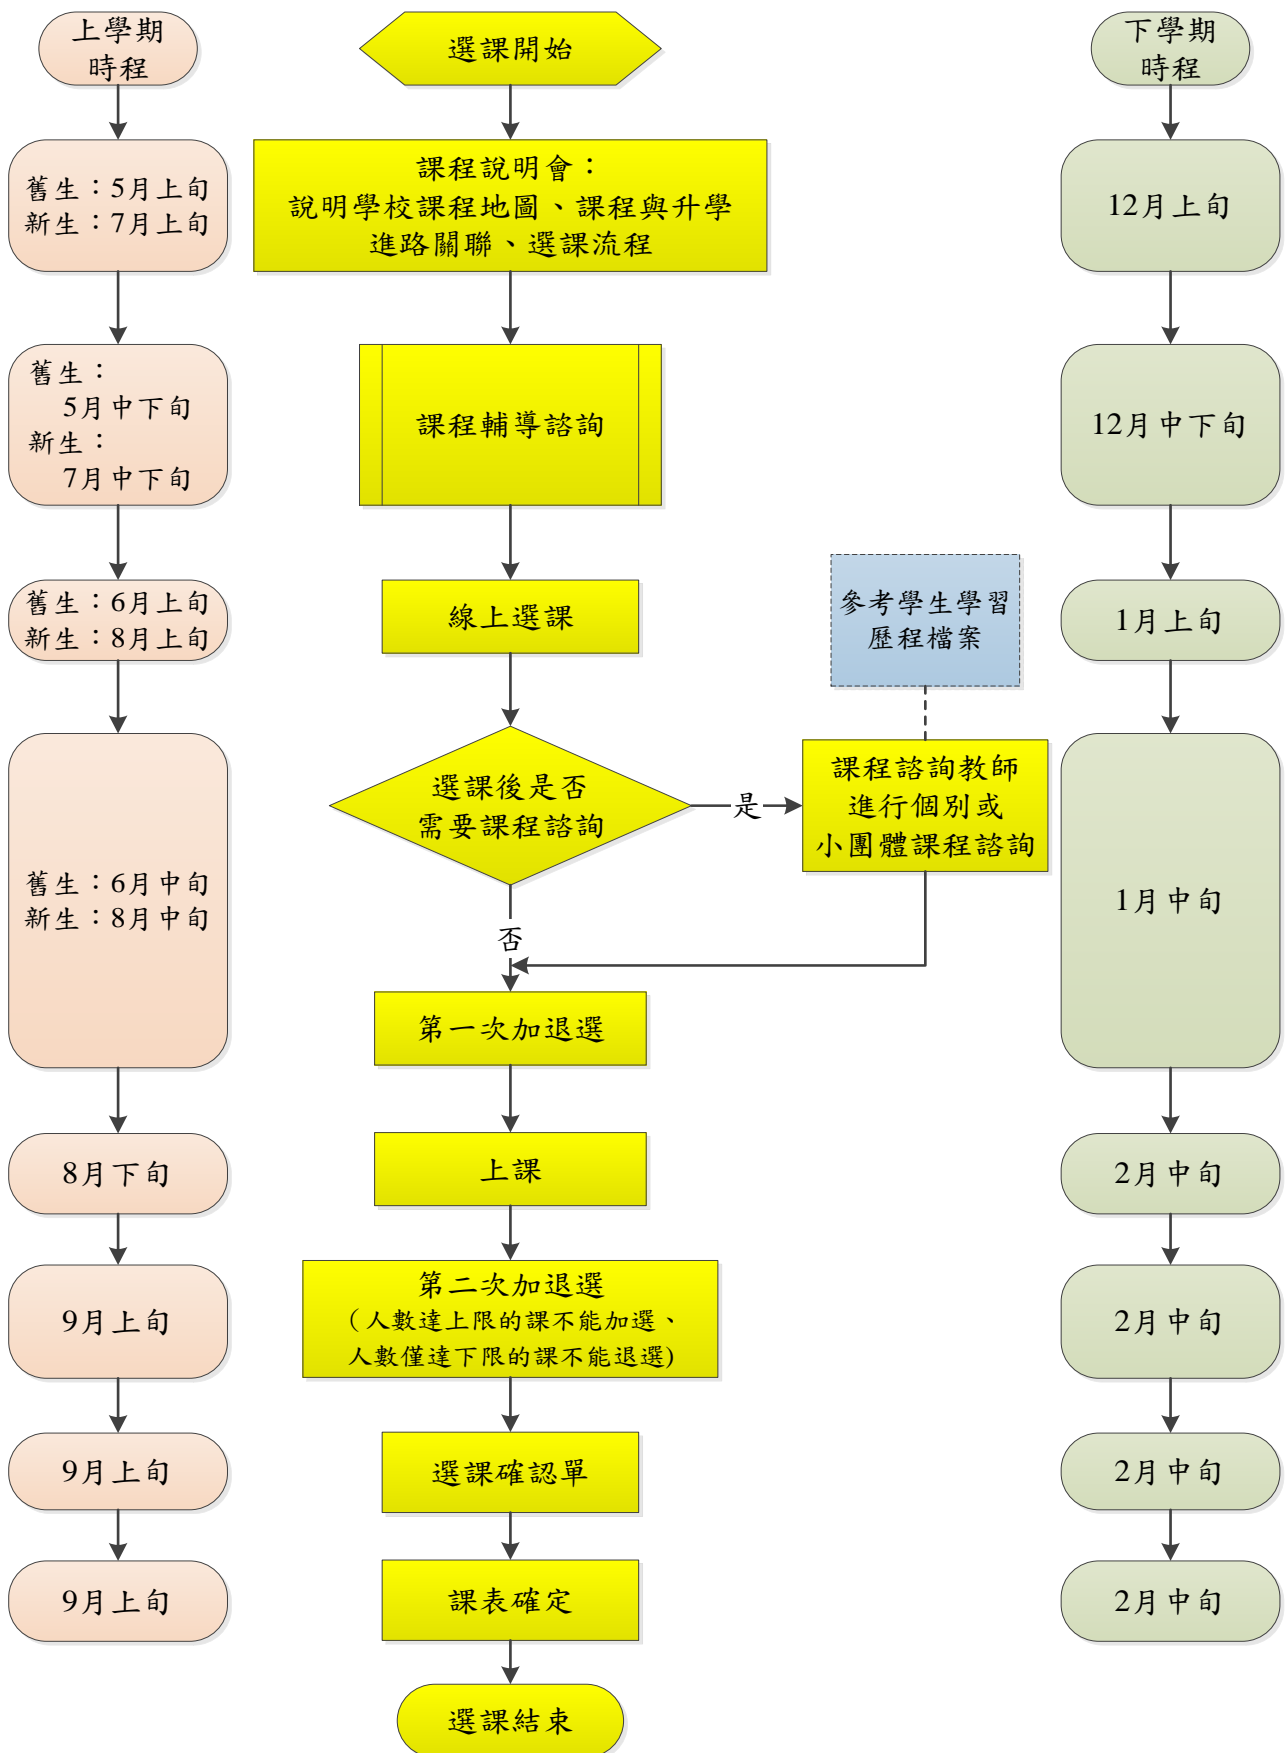 上學期
時程
選課開始
下學期
時程
舊生：5月上旬
新生：7月上旬
課程說明會：
說明學校課程地圖、課程與升學
進路關聯、選課流程
12月上旬
舊生：
5月中下旬
新生：
7月中下旬
課程輔導諮詢
12月中下旬
舊生：6月上旬
新生：8月上旬
線上選課
參考學生學習
歷程檔案
1月上旬
舊生：6月中旬
新生：8月中旬
選課後是否
需要課程諮詢
是
課程諮詢教師
進行個別或
小團體課程諮詢
1月中旬
否
第一次加退選
8月下旬
上課
2月中旬
9月上旬
第二次加退選
（人數達上限的課不能加選、
人數僅達下限的課不能退選)
2月中旬
9月上旬
選課確認單
2月中旬
9月上旬
課表確定
2月中旬
選課結束